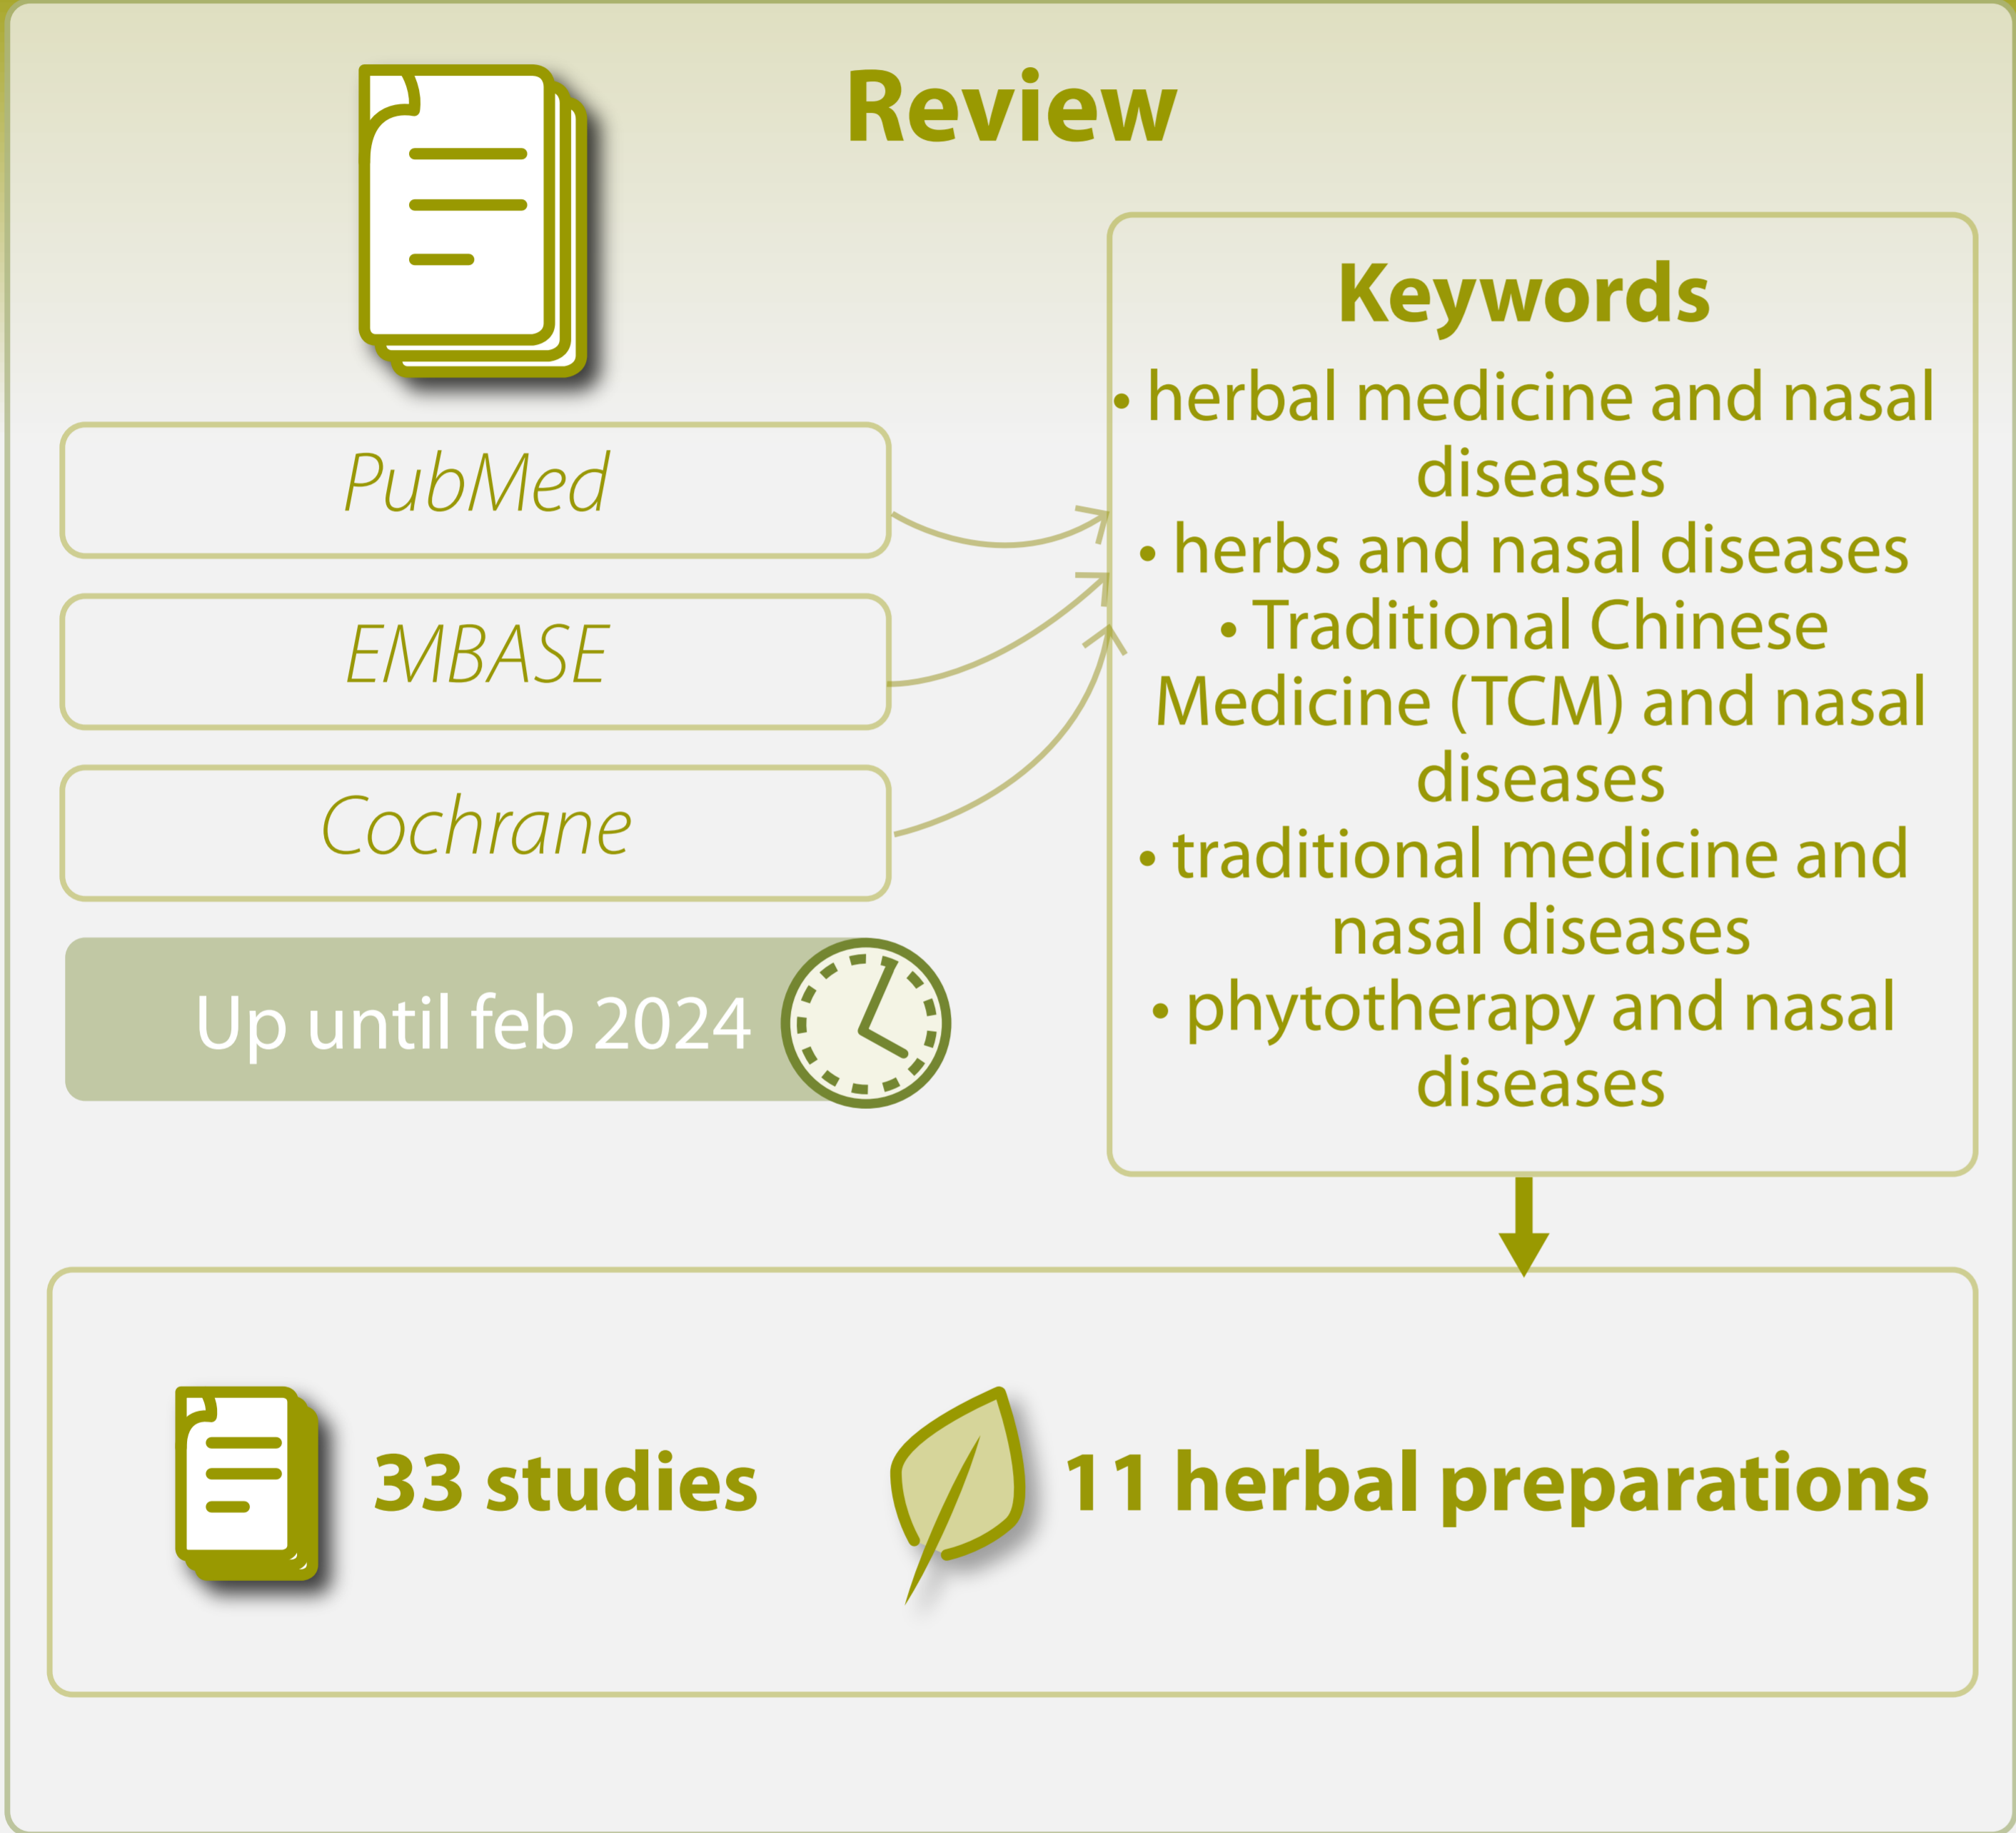 Review
PubMed
EMBASE
Cochrane
Up until feb 2024
Keywords
• herbal medicine and nasal
diseases
• herbs and nasal diseases
• Traditional Chinese
Medicine (TCM) and nasal
diseases
• traditional medicine and
nasal diseases
• phytotherapy and nasal
diseases
33 studies
11 herbal preparations